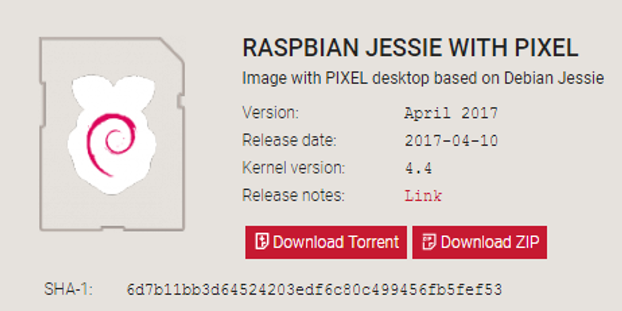 RASPBIAN JESSIE WITH PIXEL
Image with PIXEL desktop based on Debian Jessie
Version: April 2017
Release date: 2017-04-10
Kernel version: 4.4
Release notes: Link
Download Torrent Download ZIP
SHA-1: 6d7b11bb3d64524203edf6c80c499456fb5fef53